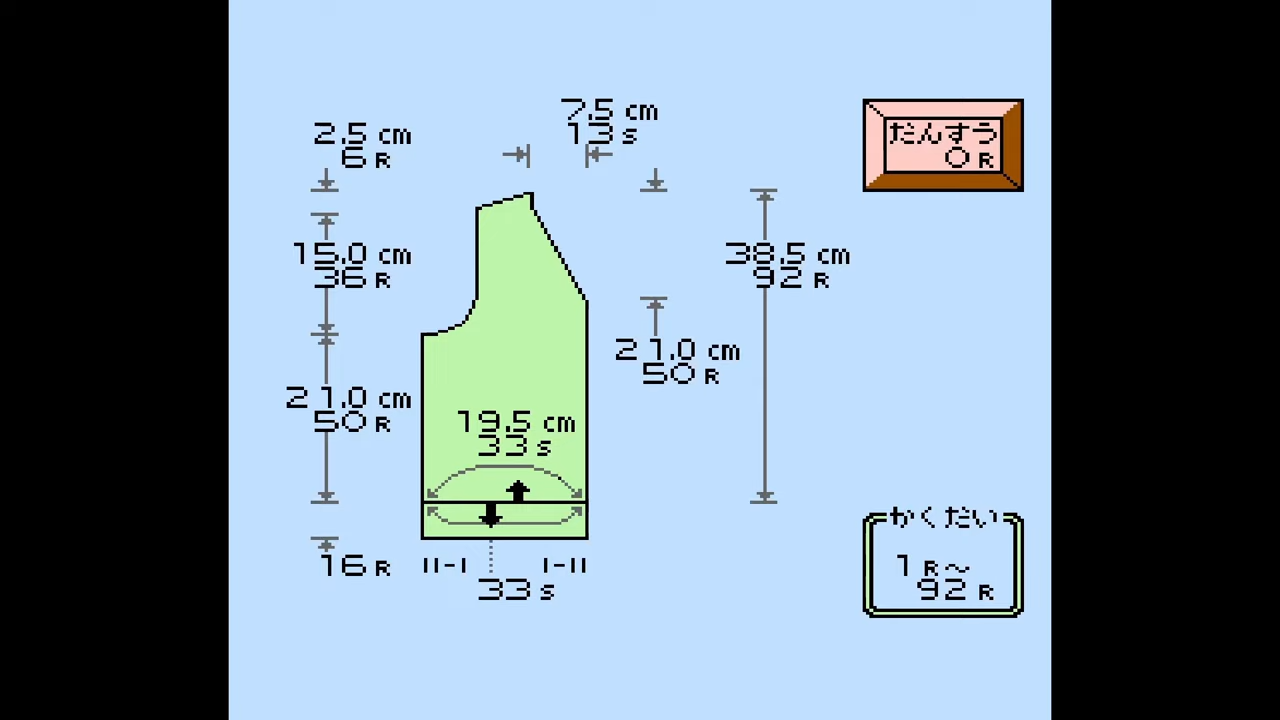 7.5 cm
13 s
2.5 cm
6 R
だんすう
0 R
15.0 cm
36 R
38.5 cm
92 R
21.0 cm
50 R
21.0 cm
50 R
19.5 cm
33 s
かくだい
1 R～
92 R
16 R
II-I
I-II
33 s